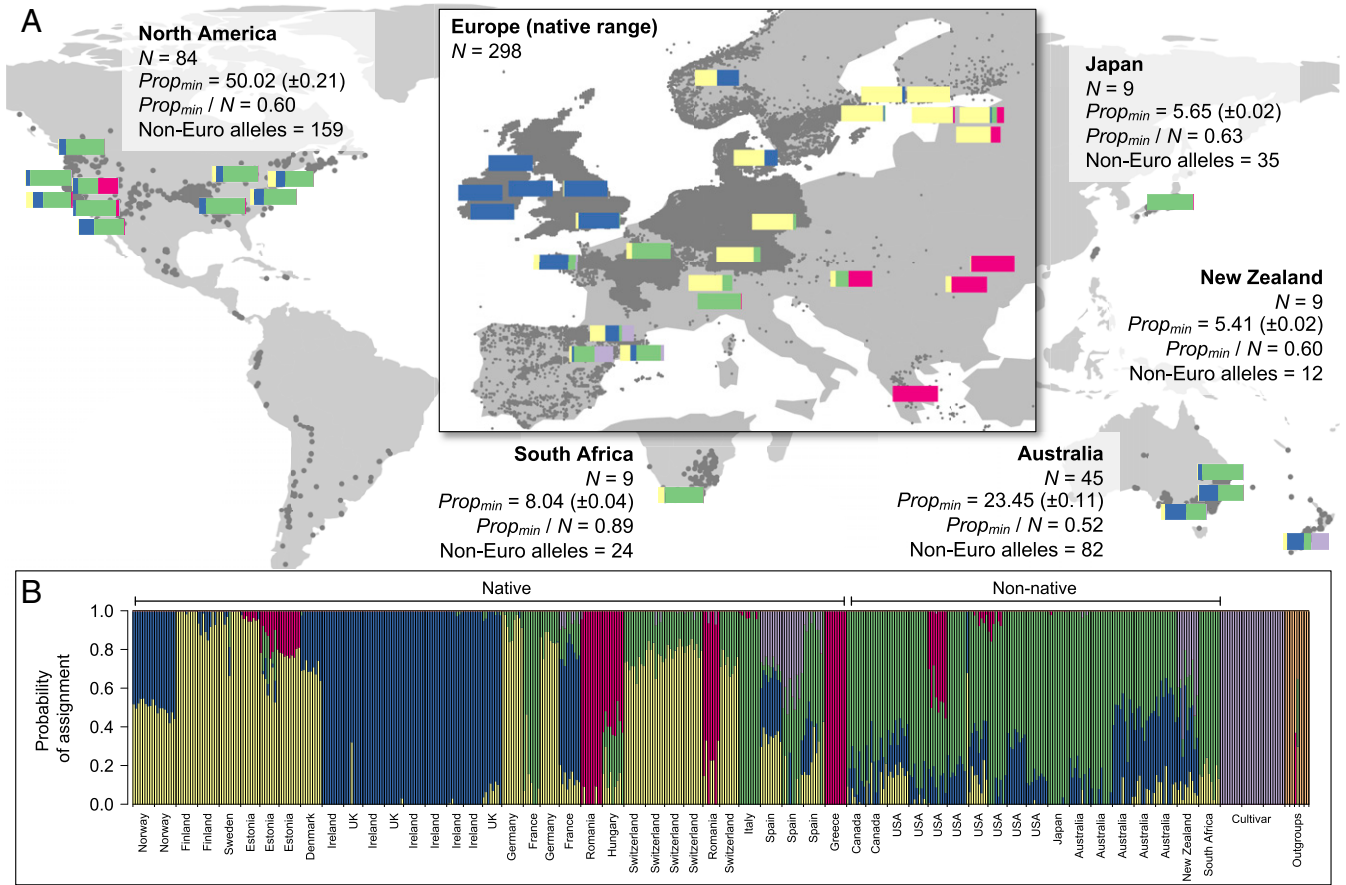 A
North America
N = 84
Propmin = 50.02 (±0.21)
Propmin / N = 0.60
Non-Euro alleles = 159
Europe (native range)
N = 298
Japan
N = 9
Propmin = 5.65 (±0.02)
Propmin / N = 0.63
Non-Euro alleles = 35
New Zealand
N = 9
Propmin = 5.41 (±0.02)
Propmin / N = 0.60
Non-Euro alleles = 12
South Africa
N = 9
Propmin = 8.04 (±0.04)
Propmin / N = 0.89
Non-Euro alleles = 24
Australia
N = 45
Propmin = 23.45 (±0.11)
Propmin / N = 0.52
Non-Euro alleles = 82
B
Native
Non-native
Probability
of assignment
1.0
0.8
0.6
0.4
0.2
0.0
Norway
Norway
Finland
Finland
Sweden
Estonia
Estonia
Estonia
Denmark
Ireland
UK
Ireland
UK
Ireland
Ireland
Ireland
Ireland
UK
Germany
France
Germany
France
Romania
Hungary
Switzerland
Switzerland
Switzerland
Switzerland
Romania
Switzerland
Italy
Spain
Spain
Spain
Greece
Canada
Canada
USA
USA
USA
USA
USA
USA
USA
USA
Japan
Australia
Australia
Australia
Australia
Australia
New Zealand
South Africa
Cultivar
Outgroups